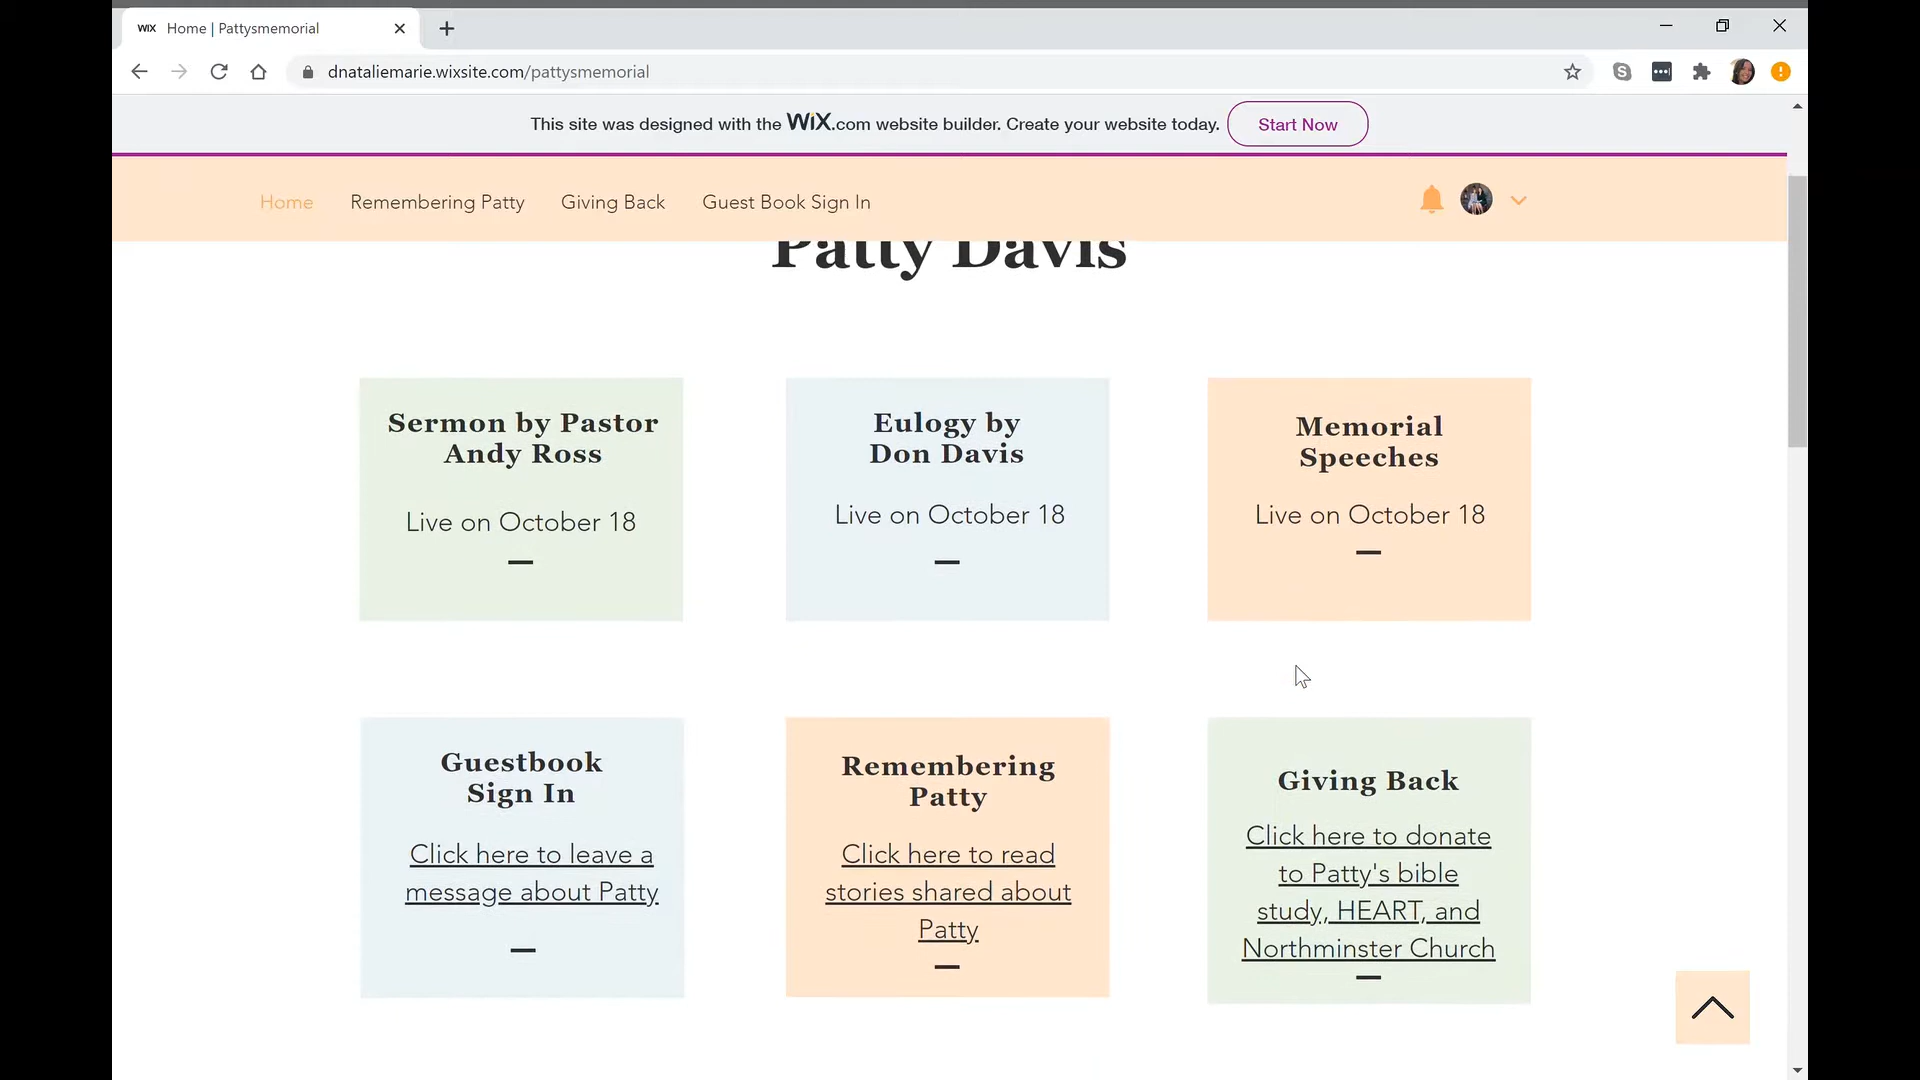 WiX Home | Pattysmemorial
dnataliemarie.wixsite.com/pattysmemorial
This site was designed with the WiX.com website builder. Create your website today. Start Now
Home Remembering Patty Giving Back Guest Book Sign In
Patty Davis
Sermon by Pastor
Andy Ross
Live on October 18
Eulogy by
Don Davis
Live on October 18
Memorial
Speeches
Live on October 18
Guestbook
Sign In
Click here to leave a
message about Patty
Remembering
Patty
Click here to read
stories shared about
Patty
Giving Back
Click here to donate
to Patty's bible
study, HEART, and
Northminster Church